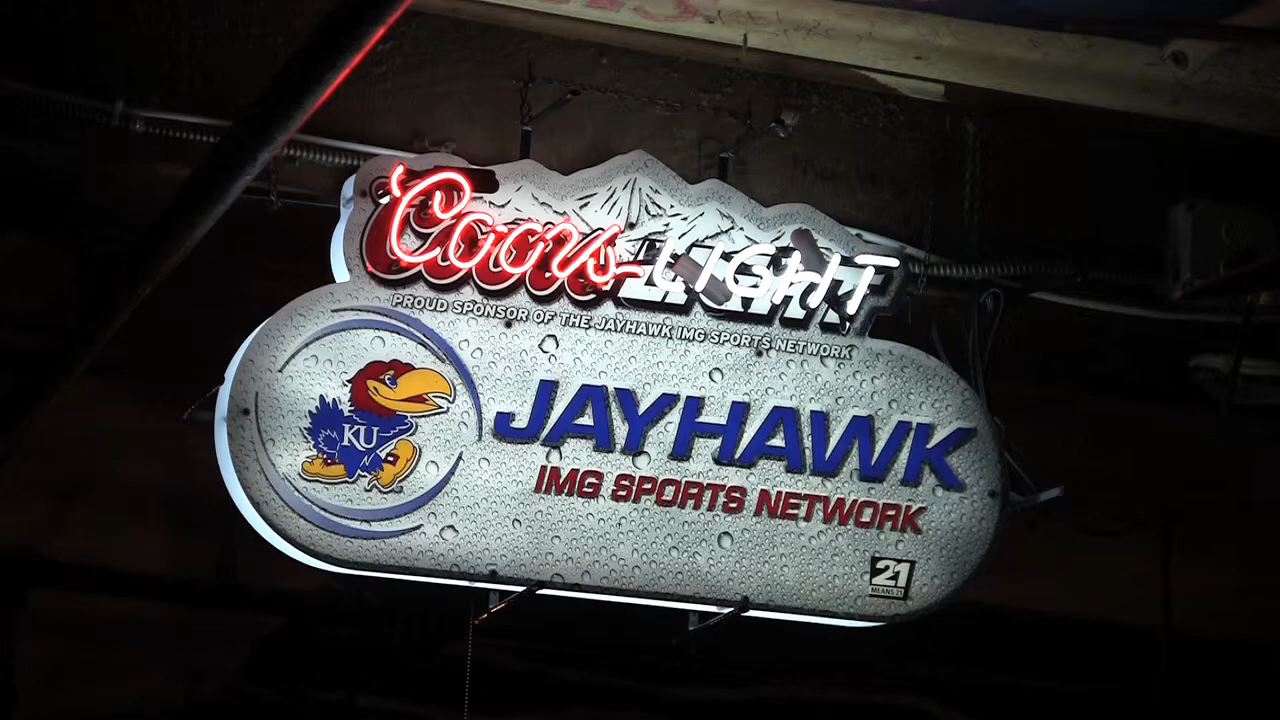 Coors LIGHT
PROUD SPONSOR OF THE JAYHAWK IMG SPORTS NETWORK
KU
JAYHAWK
IMG SPORTS NETWORK
21
MEANS 21